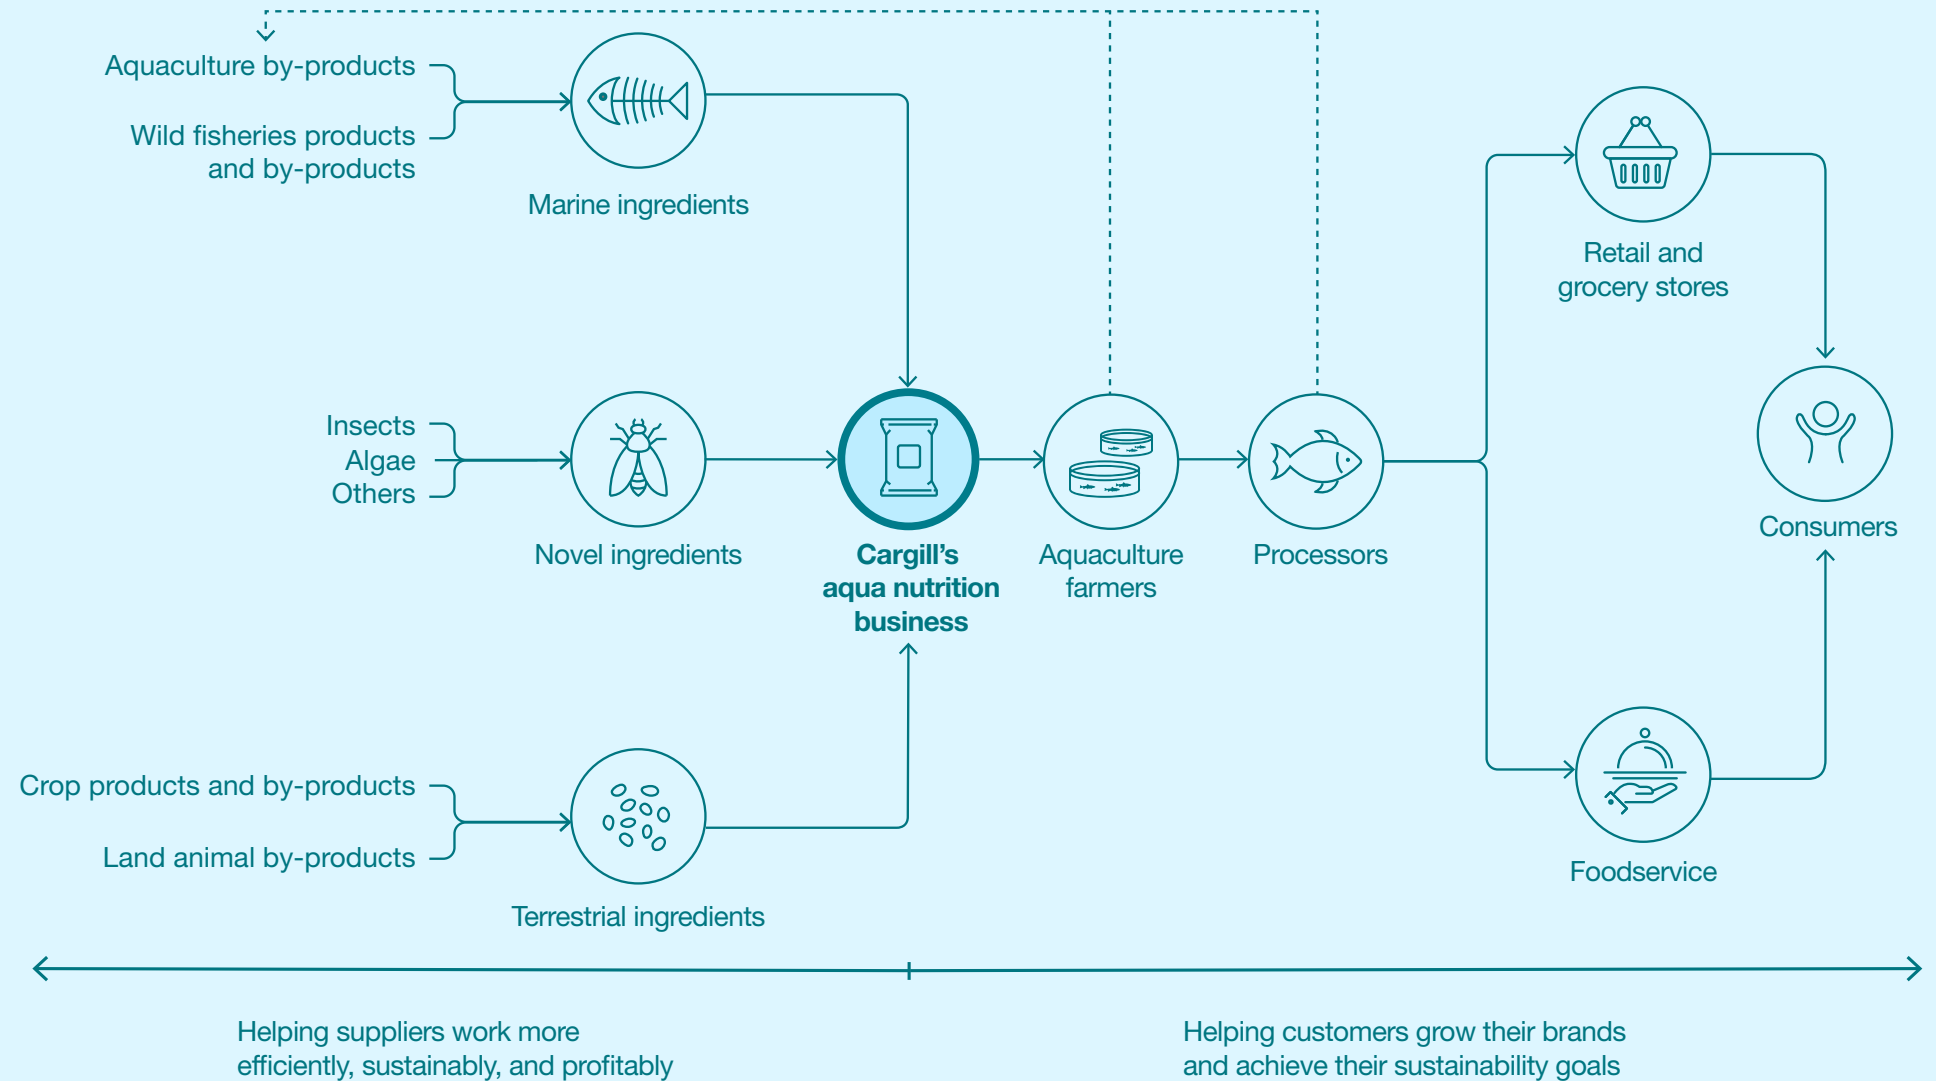 Aquaculture by-products
Wild fisheries products
and by-products
Marine ingredients
Retail and
grocery stores
Insects
Algae
Others
Novel ingredients
Cargill’s
aqua nutrition
business
Aquaculture
farmers
Processors
Consumers
Crop products and by-products
Land animal by-products
Terrestrial ingredients
Foodservice
Helping suppliers work more
efficiently, sustainably, and profitably
Helping customers grow their brands
and achieve their sustainability goals